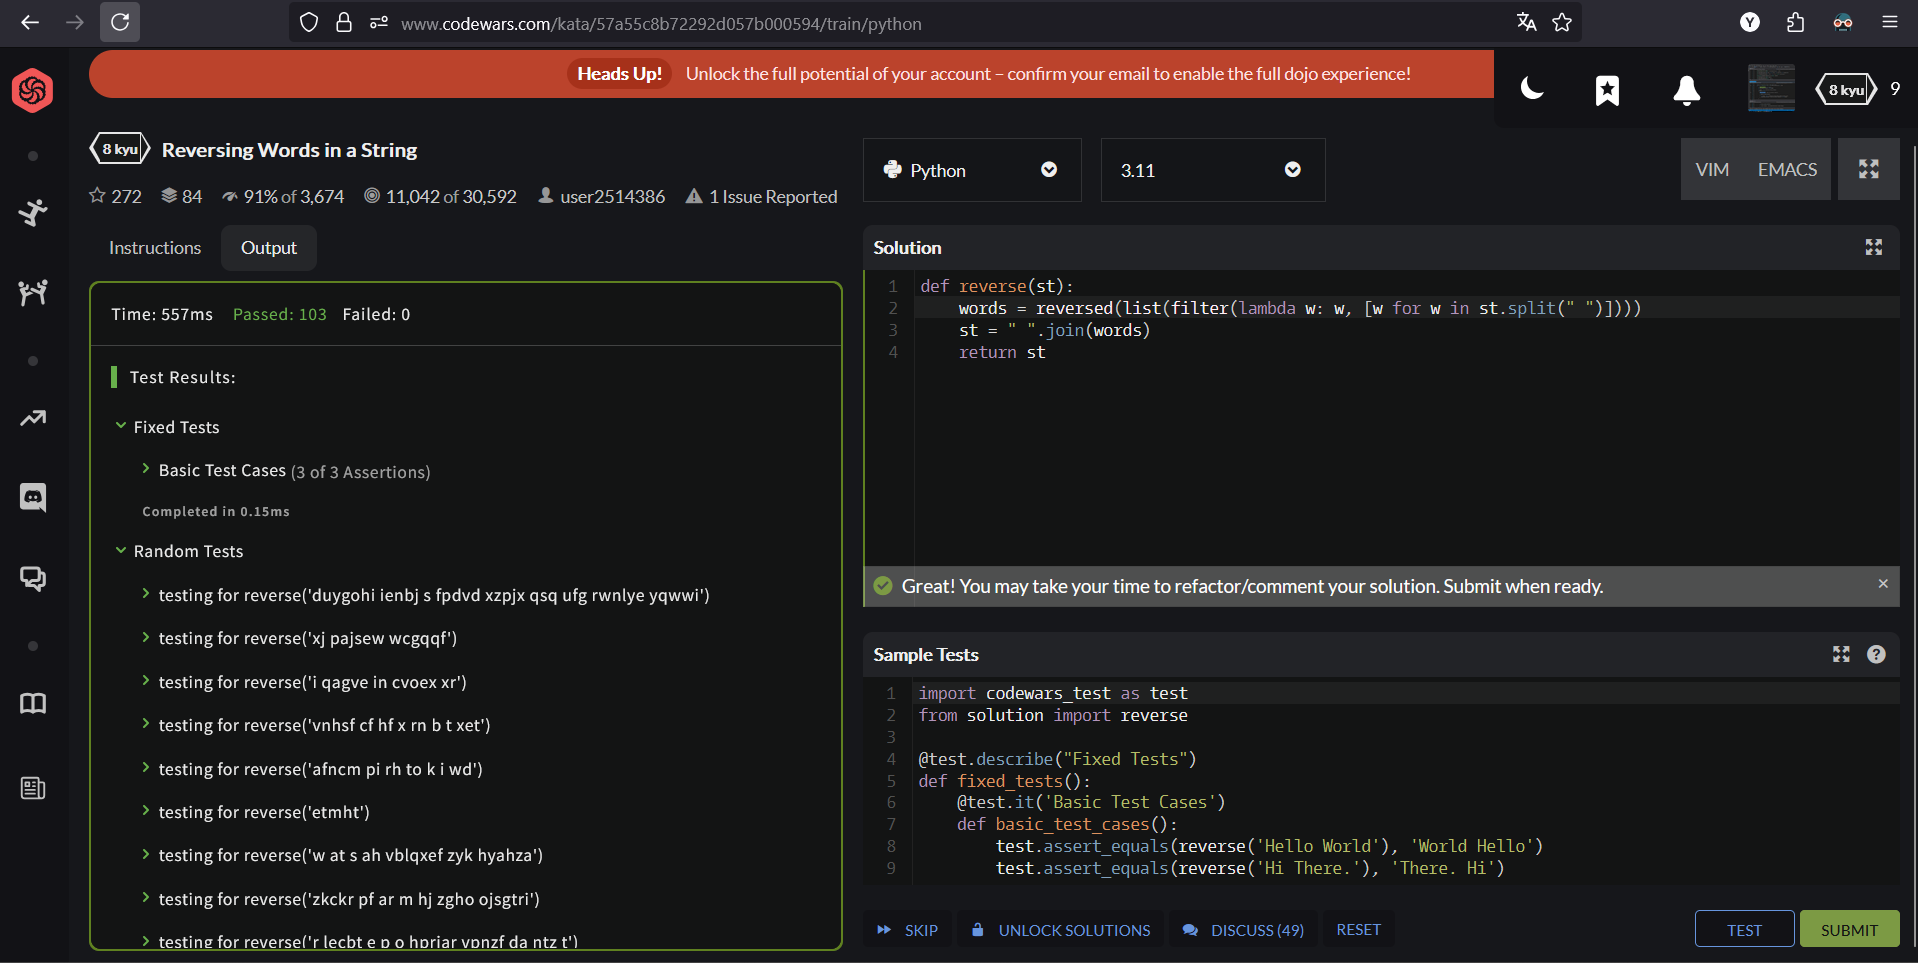 www.codewars.com/kata/57a55c8b72292d057b000594/train/python
Y
Heads Up! Unlock the full potential of your account – confirm your email to enable the full dojo experience!
8 kyu 9
8 kyu Reversing Words in a String
272 84 91% of 3,674 11,042 of 30,592 user2514386 1 Issue Reported
Instructions Output
Time: 557ms Passed: 103 Failed: 0
Test Results:
Fixed Tests
Basic Test Cases (3 of 3 Assertions)
Completed in 0.15ms
Random Tests
testing for reverse('duygohi ienbj s fpdvd xzpjx qsq ufg rwnlye yqwwi')
testing for reverse('xj pajsew wcgqqf')
testing for reverse('i qagve in cvoex xr')
testing for reverse('vnhsf cf hf x rn b t xet')
testing for reverse('afncm pi rh to k i wd')
testing for reverse('etmht')
testing for reverse('w at s ah vblqxef zyk hyahza')
testing for reverse('zkckr pf ar m hj zgho ojsgtri')
testing for reverse('r lecbt e p o hpriar vpnzf da ntz t')
Python 3.11 VIM EMACS
Solution
1 def reverse(st):
2 words = reversed(list(filter(lambda w: w, [w for w in st.split(" ")])))
3 st = " ".join(words)
4 return st
Great! You may take your time to refactor/comment your solution. Submit when ready. ×
Sample Tests ?
1 import codewars_test as test
2 from solution import reverse
3
4 @test.describe("Fixed Tests")
5 def fixed_tests():
6 @test.it('Basic Test Cases')
7 def basic_test_cases():
8 test.assert_equals(reverse('Hello World'), 'World Hello')
9 test.assert_equals(reverse('Hi There.'), 'There. Hi')
SKIP UNLOCK SOLUTIONS DISCUSS (49) RESET TEST SUBMIT